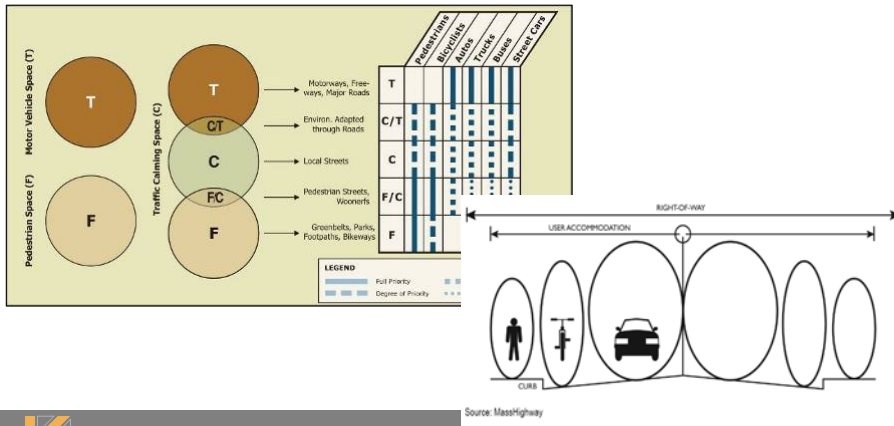 Motor Vehicle Space (T)
Pedestrian Space (F)
T
F
Traffic Calming Space (C)
T
C/T
C
F/C
F
Motorways, Free-
ways, Major Roads
Environ. Adapted
through Roads
Local Streets
Pedestrian Streets,
Woonerfs
Greenbelts, Parks,
Footpaths, Bikeways
Pedestrians
Bicyclists
Autos
Trucks
Buses
Street Cars
T
C/T
C
F/C
F
LEGEND
Full Priority
Degree of Priority
RIGHT-OF-WAY
USER ACCOMMODATION
CURB
Source: MassHighway